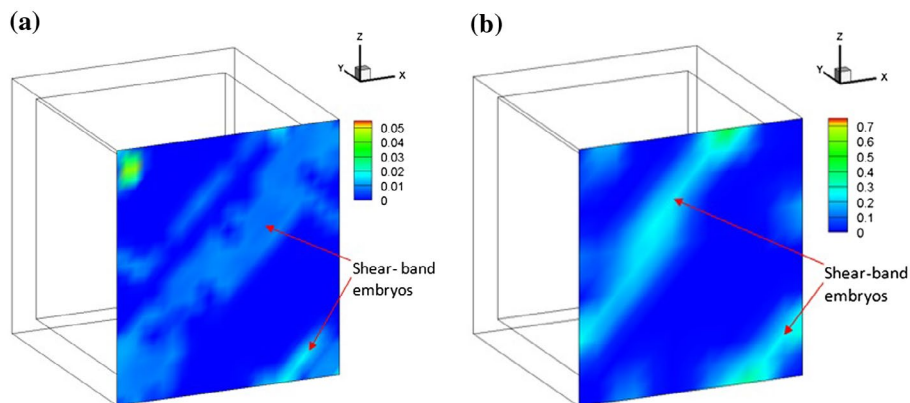 (a)
Z
Y
X
0.05
0.04
0.03
0.02
0.01
0
Shear- band
embryos
(b)
Z
Y
X
0.7
0.6
0.5
0.4
0.3
0.2
0.1
0
Shear-band
embryos